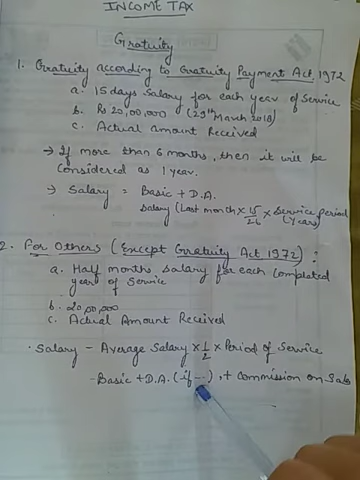 INCOME TAX
Gratuity
1. Gratuity according to Gratuity Payment Act, 1972
a. 15 days Salary for each year of Service
b. Rs 20,00,000 (29th March 2018)
c. Actual amount Received
→ If more than 6 months, then it will be
considered as 1 year.
→ Salary = Basic + D.A.
Salary (Last month × 15/26 × Service period
(Years)
2. For Others (Except Gratuity Act 1972) :
a. Half months, salary for each completed
year of Service
b. 20,00,000
c. Actual Amount Received
• Salary - Average Salary × 1/2 × Period of Service
- Basic + D.A. (if --), + Commission on Sales